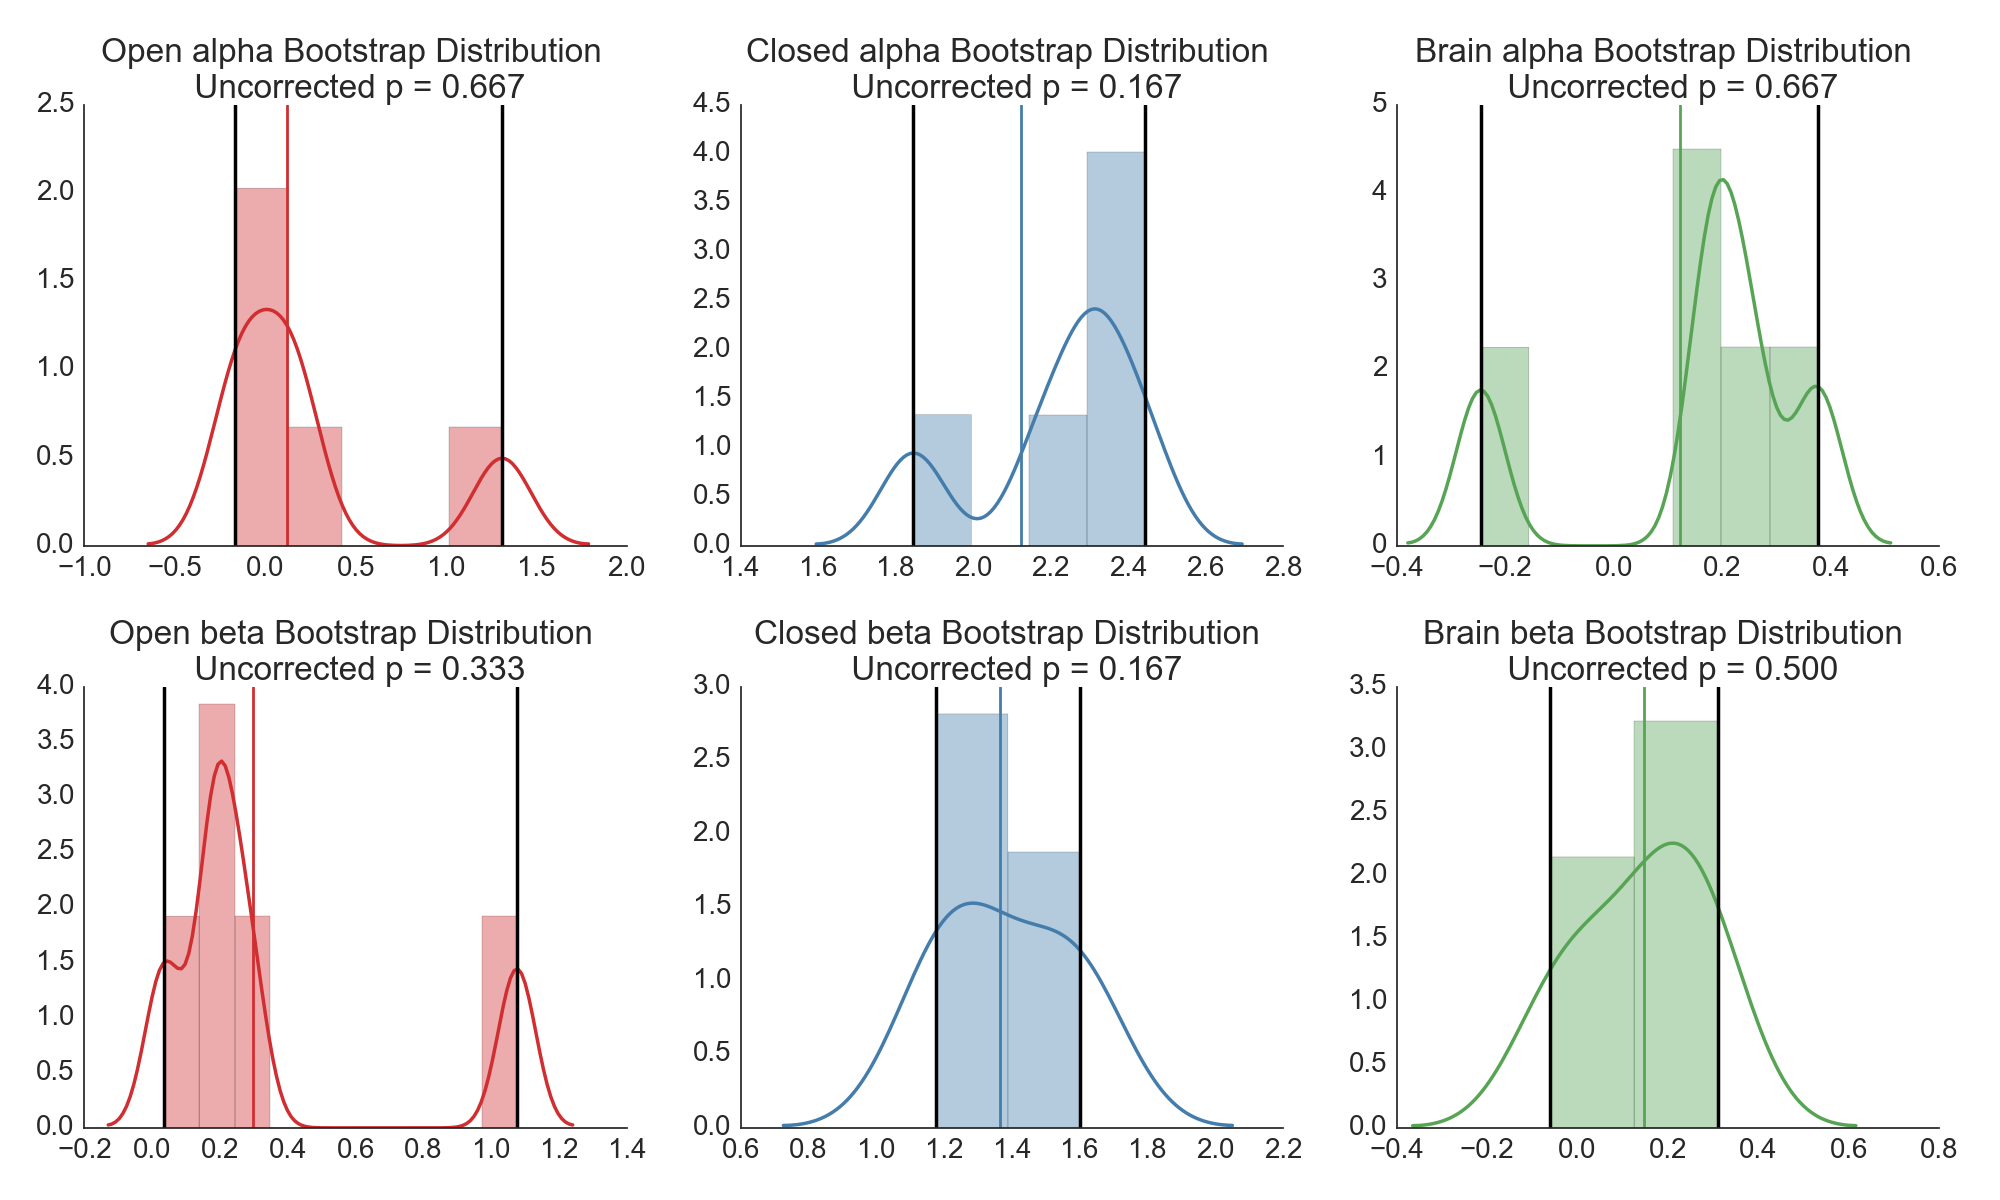 Open alpha Bootstrap Distribution
Uncorrected p = 0.667
2.5
2.0
1.5
1.0
0.5
0.0
−1.0 −0.5 0.0 0.5 1.0 1.5 2.0
Closed alpha Bootstrap Distribution
Uncorrected p = 0.167
4.5
4.0
3.5
3.0
2.5
2.0
1.5
1.0
0.5
0.0
1.4 1.6 1.8 2.0 2.2 2.4 2.6 2.8
Brain alpha Bootstrap Distribution
Uncorrected p = 0.667
5
4
3
2
1
0
−0.4 −0.2 0.0 0.2 0.4 0.6
Open beta Bootstrap Distribution
Uncorrected p = 0.333
4.0
3.5
3.0
2.5
2.0
1.5
1.0
0.5
0.0
−0.2 0.0 0.2 0.4 0.6 0.8 1.0 1.2 1.4
Closed beta Bootstrap Distribution
Uncorrected p = 0.167
3.0
2.5
2.0
1.5
1.0
0.5
0.0
0.6 0.8 1.0 1.2 1.4 1.6 1.8 2.0 2.2
Brain beta Bootstrap Distribution
Uncorrected p = 0.500
3.5
3.0
2.5
2.0
1.5
1.0
0.5
0.0
−0.4 −0.2 0.0 0.2 0.4 0.6 0.8